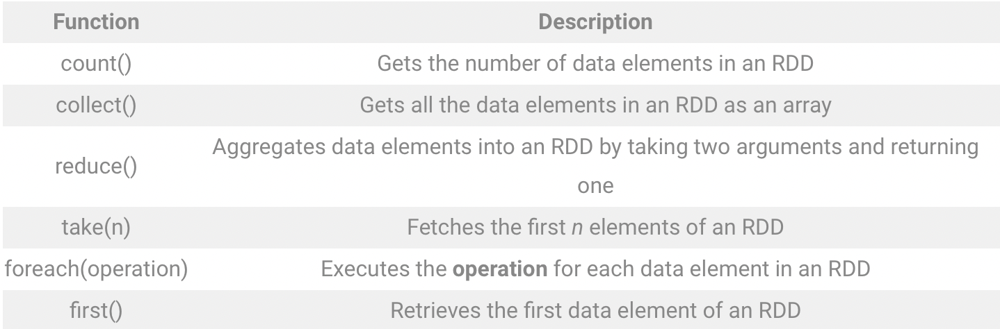 Function Description
count() Gets the number of data elements in an RDD
collect() Gets all the data elements in an RDD as an array
reduce() Aggregates data elements into an RDD by taking two arguments and returning
one
take(n) Fetches the first n elements of an RDD
foreach(operation) Executes the operation for each data element in an RDD
first() Retrieves the first data element of an RDD